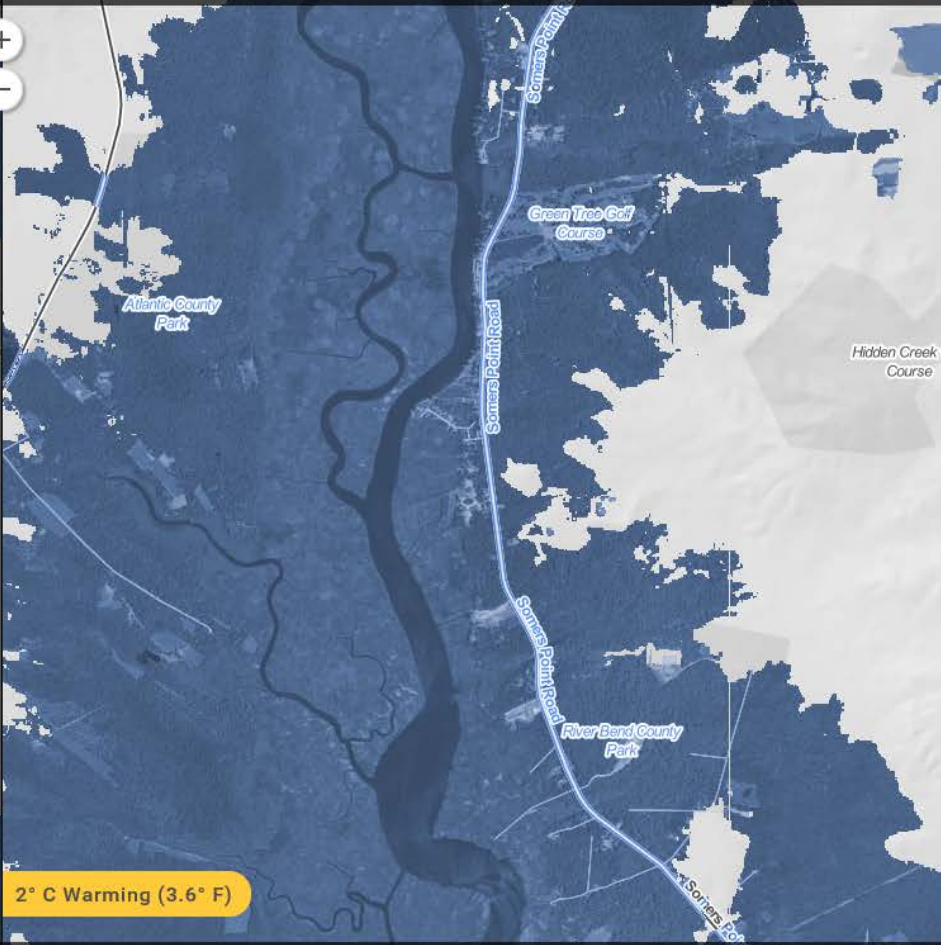 +
−
Somers Point R
Green Tree Golf
Course
Atlantic County
Park
Somers Point Road
Hidden Creek
Course
Somers Point Road
River Bend County
Park
2° C Warming (3.6° F)
Somers Poi